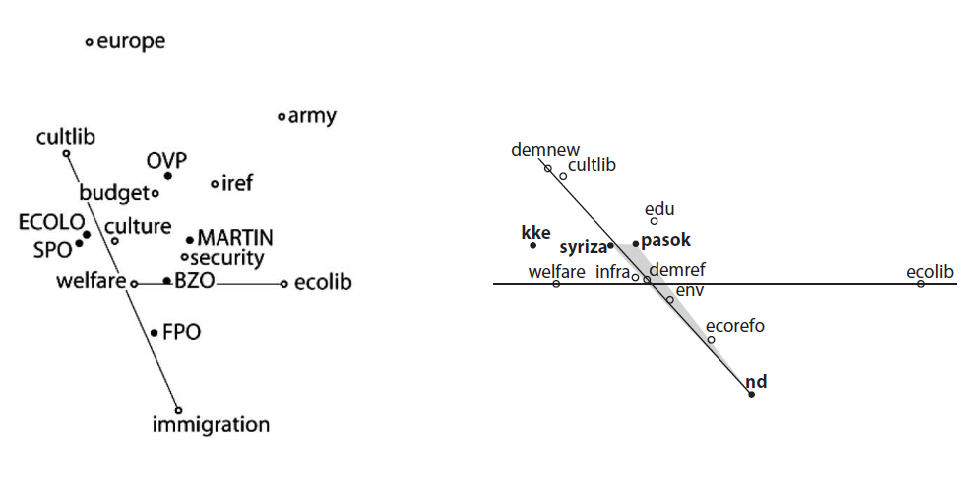 europe
army
cultlib
OVP
iref
budget
ECOLO
culture
SPO
MARTIN
security
welfare
BZO
ecolib
FPO
immigration
demnew
cultlib
edu
kke
syriza
pasok
welfare
infra
demref
ecolib
env
ecorefo
nd